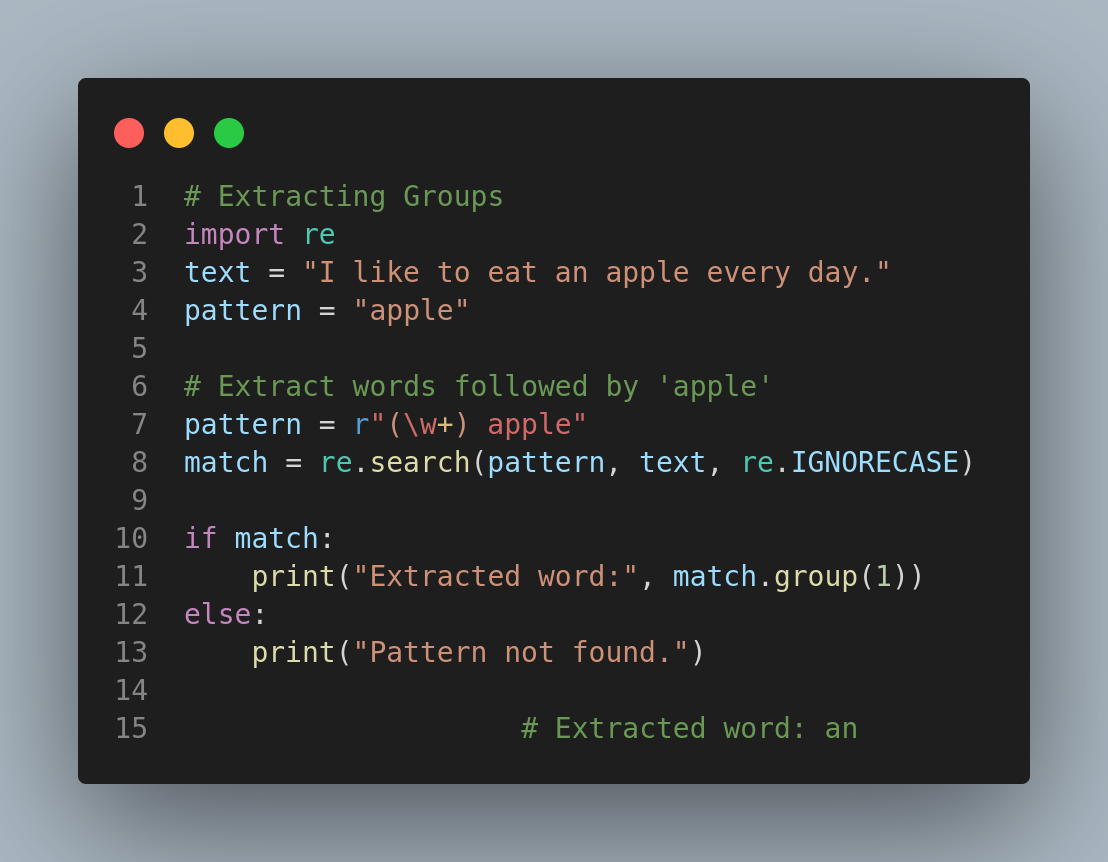 1 # Extracting Groups
2 import re
3 text = "I like to eat an apple every day."
4 pattern = "apple"
5
6 # Extract words followed by 'apple'
7 pattern = r"(\w+) apple"
8 match = re.search(pattern, text, re.IGNORECASE)
9
10 if match:
11     print("Extracted word:", match.group(1))
12 else:
13     print("Pattern not found.")
14
15                     # Extracted word: an